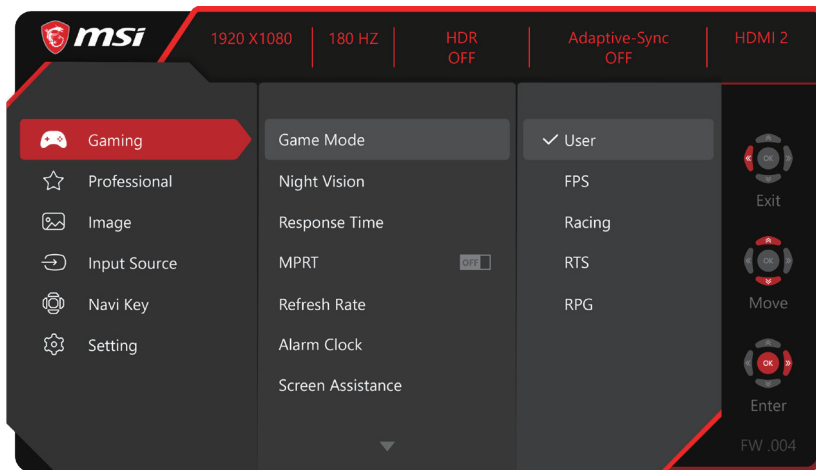 msi
1920 X1080
180 HZ
HDR
OFF
Adaptive-Sync
OFF
HDMI 2
Gaming
Professional
Image
Input Source
Navi Key
Setting
Game Mode
Night Vision
Response Time
MPRT
OFF
Refresh Rate
Alarm Clock
Screen Assistance
User
FPS
Racing
RTS
RPG
OK
Exit
OK
Move
OK
Enter
FW .004